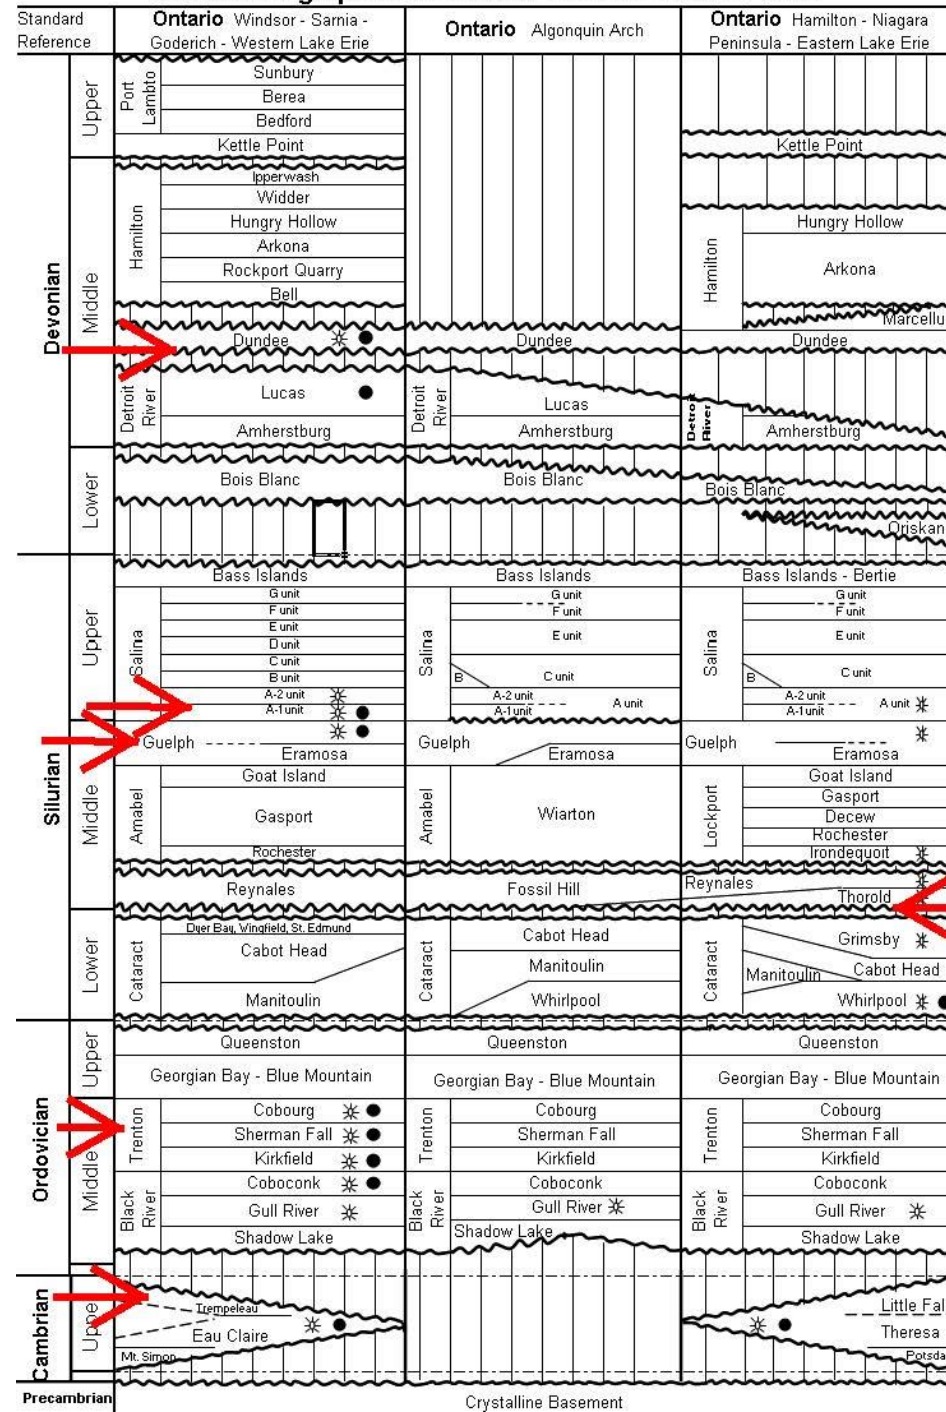 Standard
Reference
Ontario Windsor - Sarnia -
Goderich - Western Lake Erie
Ontario Algonquin Arch
Ontario Hamilton - Niagara
Peninsula - Eastern Lake Erie
Devonian
Upper
Port
Lambto
Sunbury
Berea
Bedford
Kettle Point
Kettle Point
Middle
Hamilton
Ipperwash
Widder
Hungry Hollow
Arkona
Rockport Quarry
Bell
Hamilton
Hungry Hollow
Arkona
Marcellu
Dundee
Dundee
Dundee
Detroit
River
Lucas
Amherstburg
Detroit
River
Lucas
Amherstburg
Detroit
River
Amherstburg
Lower
Bois Blanc
Bois Blanc
Bois Blanc
Oriskan
Silurian
Upper
Bass Islands
Bass Islands
Bass Islands - Bertie
Salina
G unit
F unit
E unit
D unit
C unit
B unit
A-2 unit
A-1 unit
Salina
G unit
F unit
E unit
B
C unit
A-2 unit
A-1 unit
A unit
Salina
G unit
F unit
E unit
B
C unit
A-2 unit
A-1 unit
A unit
Middle
Guelph
Eramosa
Guelph
Eramosa
Guelph
Eramosa
Amabel
Goat Island
Gasport
Rochester
Amabel
Wiarton
Lockport
Goat Island
Gasport
Decew
Rochester
Irondequoit
Reynales
Fossil Hill
Reynales
Thorold
Lower
Cataract
Dyer Bay, Wingfield, St. Edmund
Cabot Head
Manitoulin
Cataract
Cabot Head
Manitoulin
Whirlpool
Cataract
Grimsby
Cabot Head
Manitoulin
Whirlpool
Ordovician
Upper
Queenston
Queenston
Queenston
Georgian Bay - Blue Mountain
Georgian Bay - Blue Mountain
Georgian Bay - Blue Mountain
Middle
Trenton
Cobourg
Sherman Fall
Kirkfield
Trenton
Cobourg
Sherman Fall
Kirkfield
Trenton
Cobourg
Sherman Fall
Kirkfield
Black
River
Coboconk
Gull River
Shadow Lake
Black
River
Coboconk
Gull River
Shadow Lake
Black
River
Coboconk
Gull River
Shadow Lake
Cambrian
Uppe
Trempeleau
Eau Claire
Mt. Simon
Little Fal
Theresa
Potsda
Precambrian
Crystalline Basement